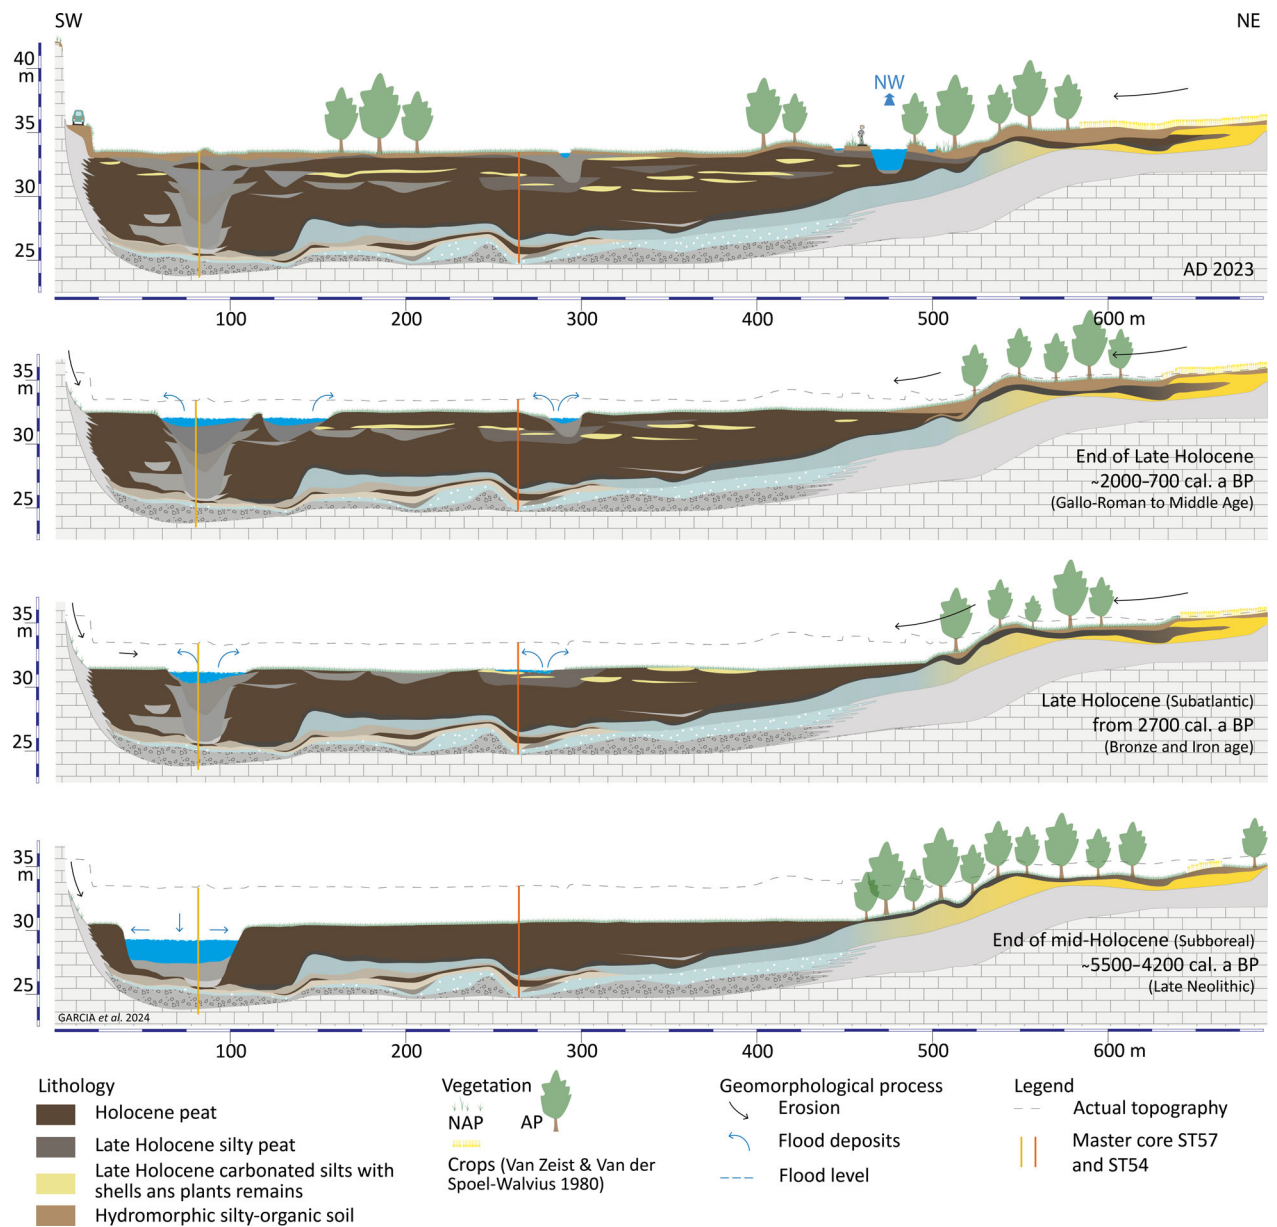 SW
NE
40
m
NW
35
30
25
AD 2023
100
200
300
400
500
600 m
35
m
30
25
End of Late Holocene
~2000–700 cal. a BP
(Gallo-Roman to Middle Age)
35
m
30
25
Late Holocene (Subatlantic)
from 2700 cal. a BP
(Bronze and Iron age)
35
m
30
25
End of mid-Holocene (Subboreal)
~5500–4200 cal. a BP
(Late Neolithic)
GARCIA et al. 2024
100
200
300
400
500
600 m
Lithology
Holocene peat
Late Holocene silty peat
Late Holocene carbonated silts with
shells ans plants remains
Hydromorphic silty-organic soil
Vegetation
NAP
AP
Crops (Van Zeist & Van der
Spoel-Walvius 1980)
Geomorphological process
Erosion
Flood deposits
Flood level
Legend
Actual topography
Master core ST57
and ST54